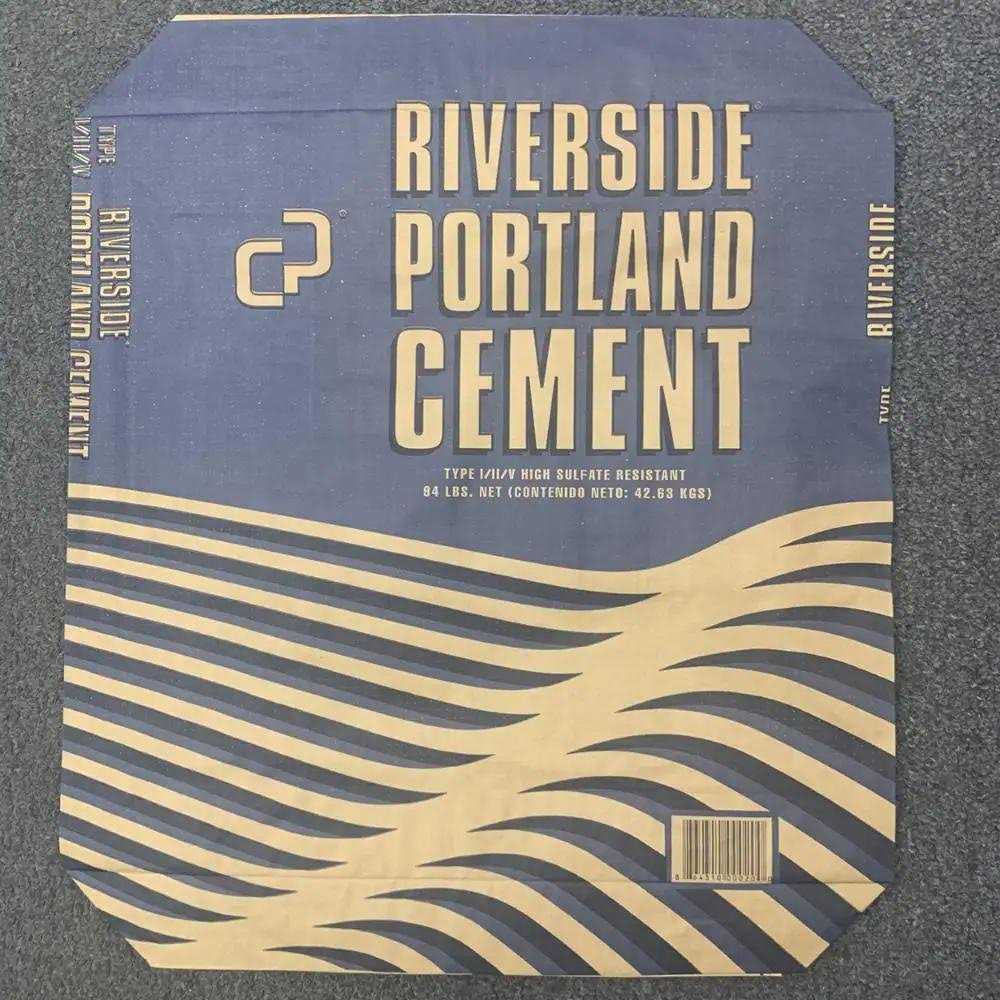 RIVERSIDE
PORTLAND
CEMENT
TYPE I/II/V HIGH SULFATE RESISTANT
94 LBS. NET (CONTENIDO NETO: 42.63 KGS)
CP
TYPE
RIVERSIDE
I/II/V PORTLAND CEMENT
RIVERSIDE
TYPE